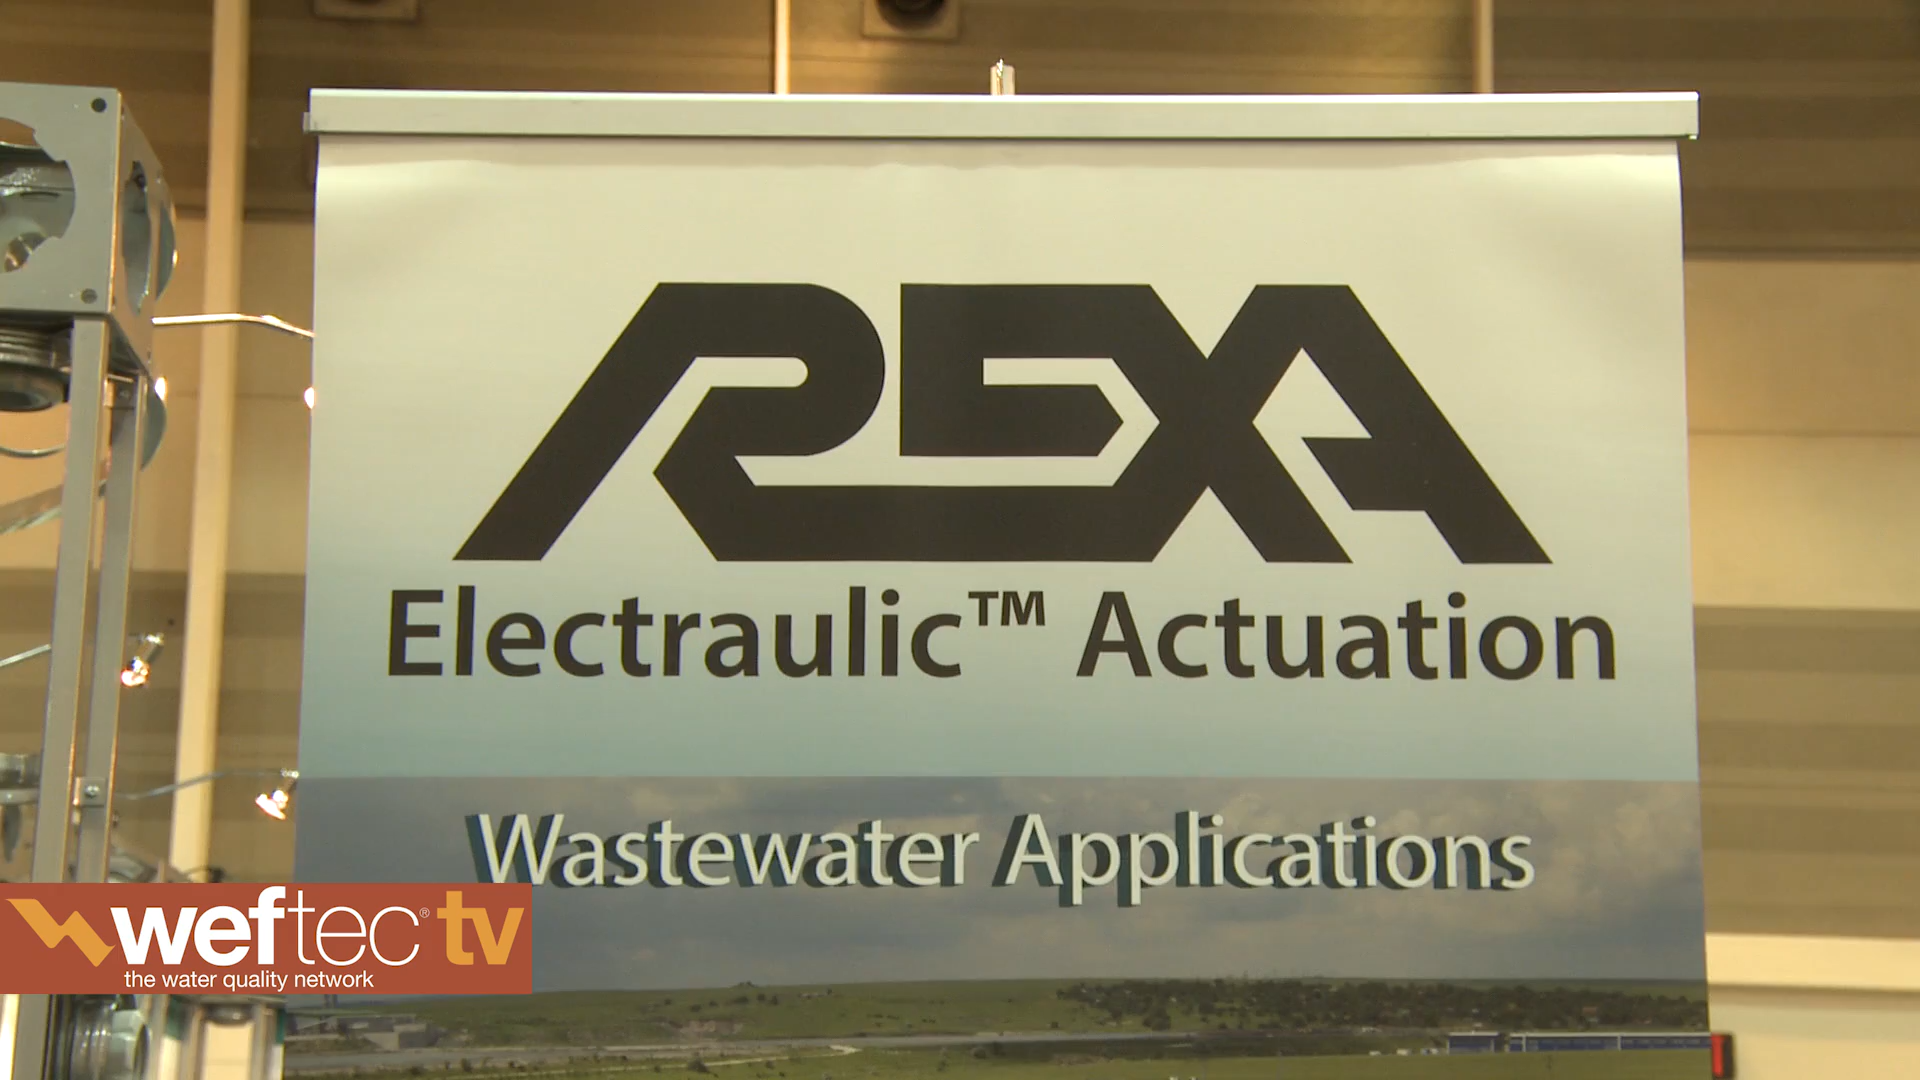 REXA
Electraulic™ Actuation
Wastewater Applications
weftec® tv
the water quality network